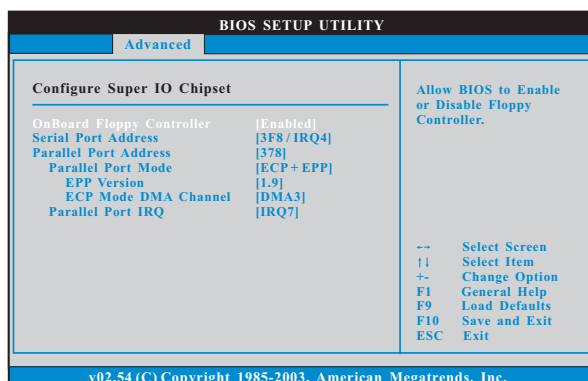 BIOS SETUP UTILITY
Advanced
Configure Super IO Chipset
OnBoard Floppy Controller [Enabled]
Serial Port Address [3F8 / IRQ4]
Parallel Port Address [378]
Parallel Port Mode [ECP + EPP]
EPP Version [1.9]
ECP Mode DMA Channel [DMA3]
Parallel Port IRQ [IRQ7]
Allow BIOS to Enable
or Disable Floppy
Controller.
←→ Select Screen
↑↓ Select Item
+- Change Option
F1 General Help
F9 Load Defaults
F10 Save and Exit
ESC Exit
v02.54 (C) Copyright 1985-2003, American Megatrends, Inc.